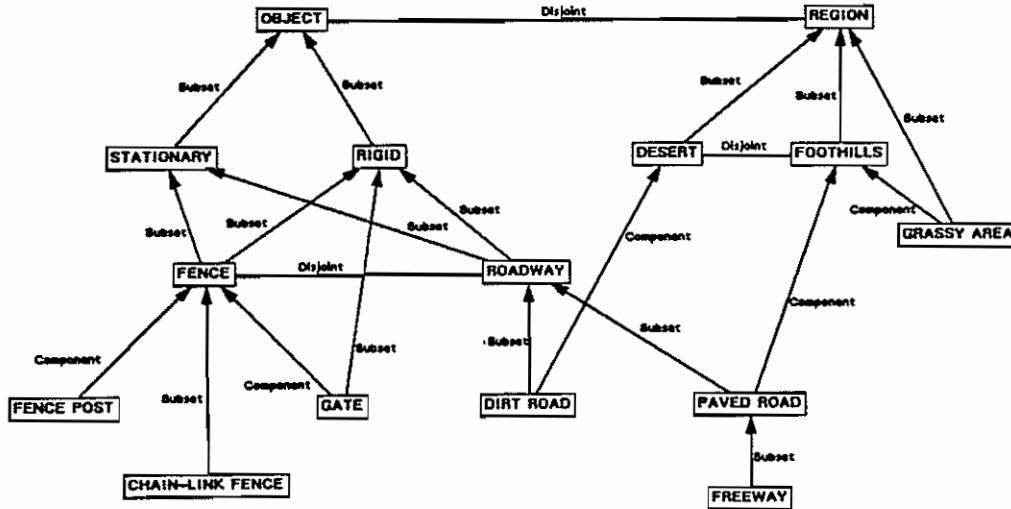 OBJECT
Disjoint
REGION
Subset
Subset
Subset
Subset
Subset
STATIONARY
RIGID
DESERT
Disjoint
FOOTHILLS
Subset
Subset
Subset
Subset
Component
Component
GRASSY AREA
FENCE
Disjoint
ROADWAY
Component
Subset
Subset
Subset
Component
Subset
Component
FENCE POST
GATE
DIRT ROAD
PAVED ROAD
Subset
CHAIN-LINK FENCE
FREEWAY